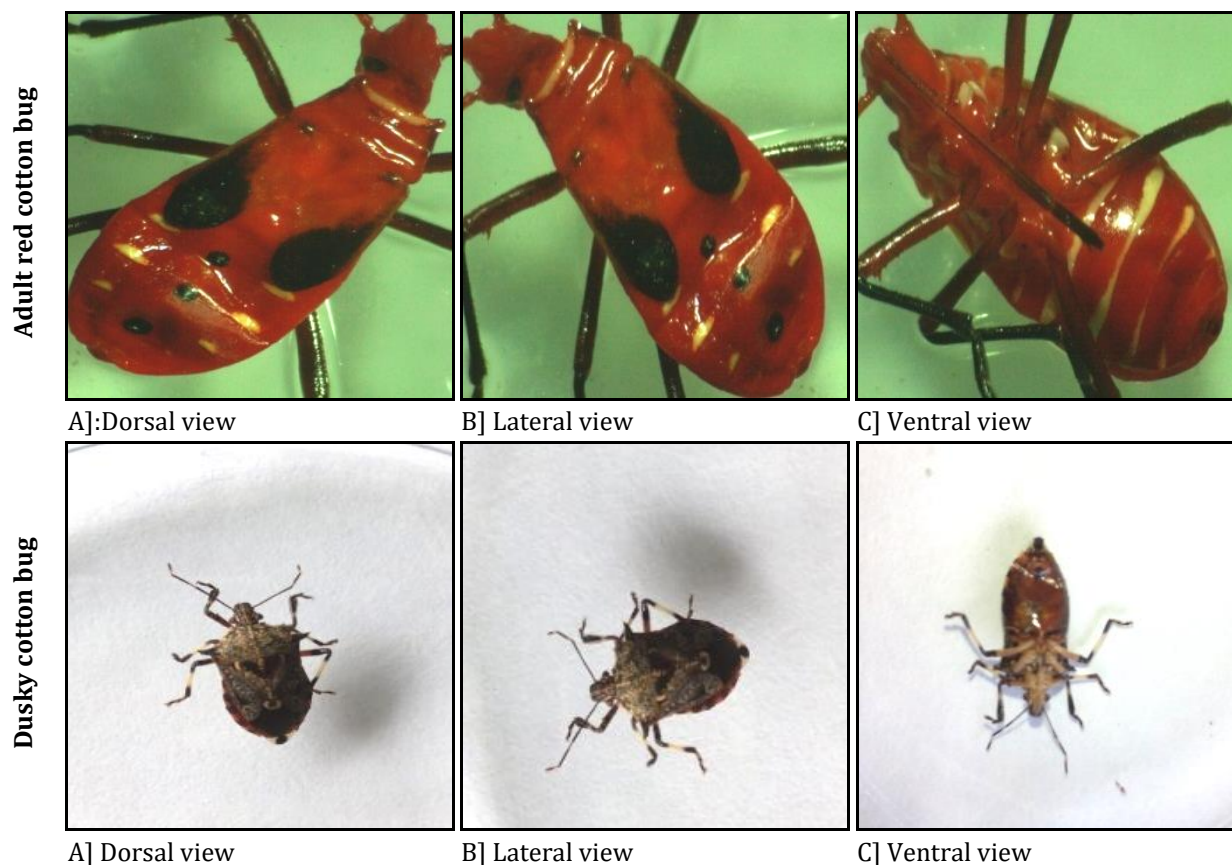 Adult red cotton bug
A]:Dorsal view
B] Lateral view
C] Ventral view
Dusky cotton bug
A] Dorsal view
B] Lateral view
C] Ventral view